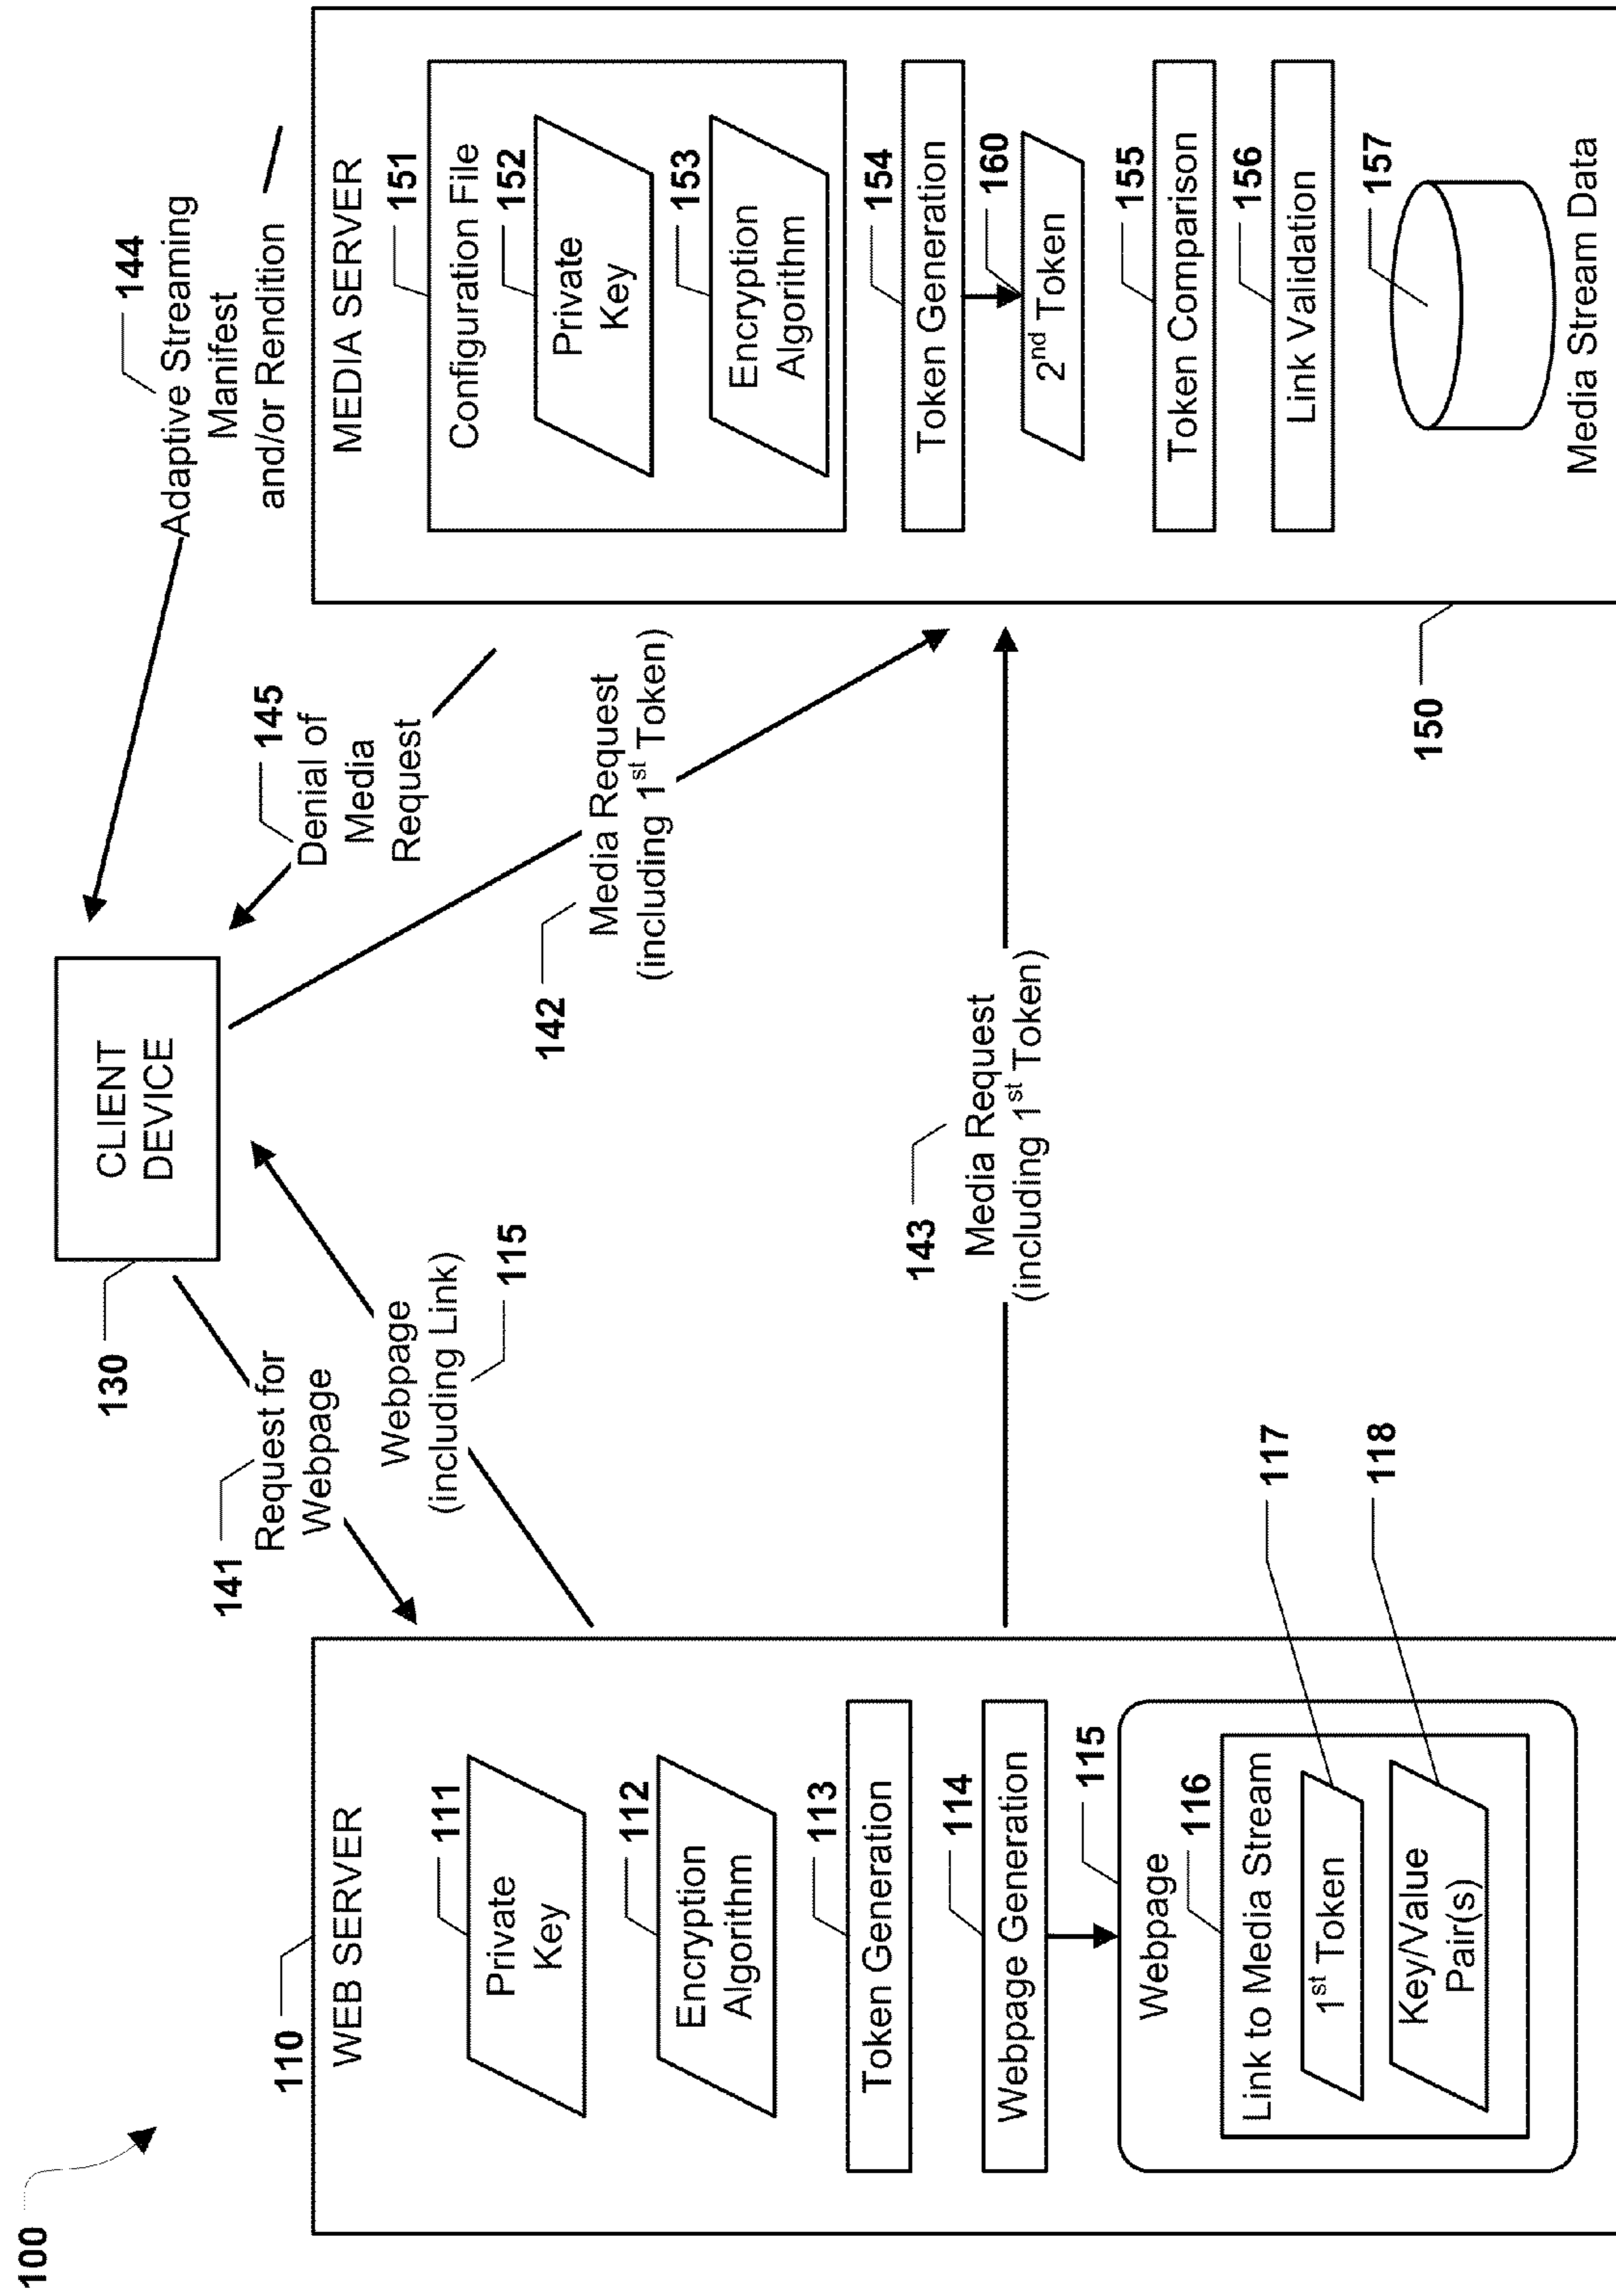 100
110
WEB SERVER
111
Private
Key
112
Encryption
Algorithm
113
Token Generation
114
Webpage Generation
115
Webpage
116
Link to Media Stream
1st Token
117
Key/Value
Pair(s)
118
130
CLIENT
DEVICE
141
Request for
Webpage
Webpage
(including Link)
115
142
Media Request
(including 1st Token)
143
Media Request
(including 1st Token)
144
Adaptive Streaming
Manifest
and/or Rendition
145
Denial of
Media
Request
150
MEDIA SERVER
151
Configuration File
152
Private
Key
153
Encryption
Algorithm
154
Token Generation
160
2nd Token
155
Token Comparison
156
Link Validation
157
Media Stream Data